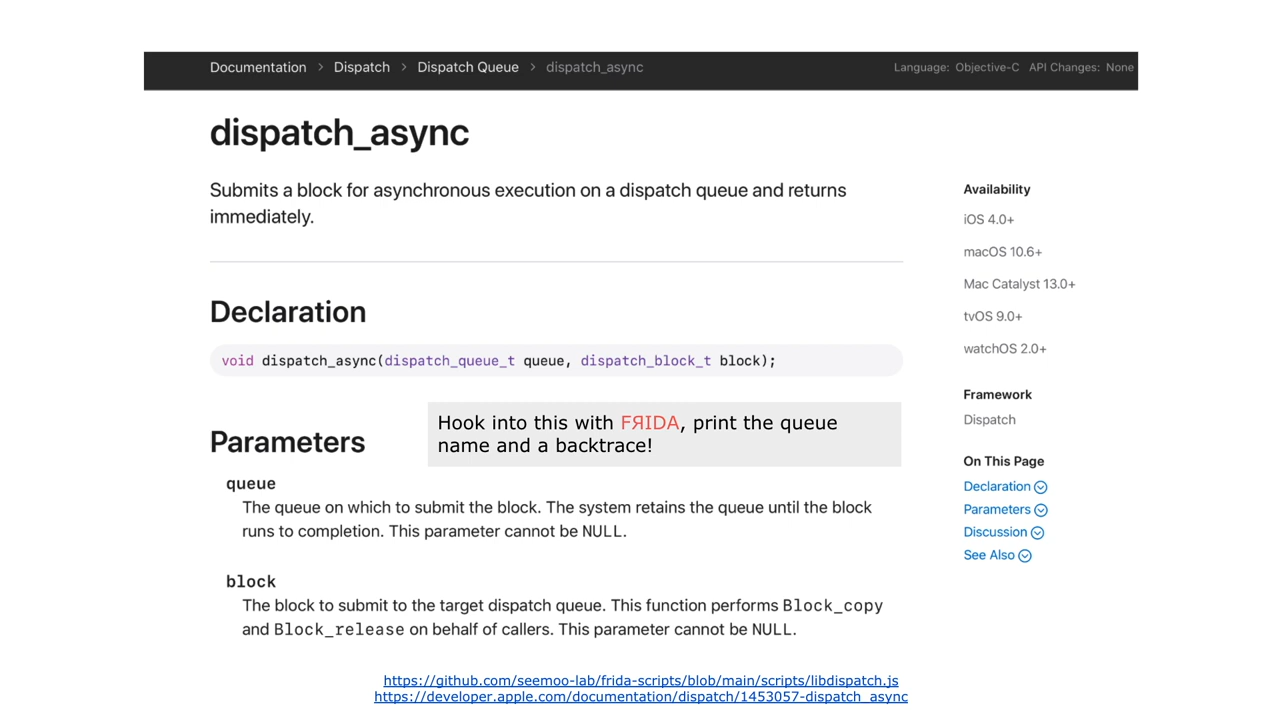 Documentation > Dispatch > Dispatch Queue > dispatch_async
Language: Objective-C API Changes: None
dispatch_async
Submits a block for asynchronous execution on a dispatch queue and returns
immediately.
Declaration
void dispatch_async(dispatch_queue_t queue, dispatch_block_t block);
Hook into this with FЯIDA, print the queue
name and a backtrace!
Parameters
queue
The queue on which to submit the block. The system retains the queue until the block
runs to completion. This parameter cannot be NULL.
block
The block to submit to the target dispatch queue. This function performs Block_copy
and Block_release on behalf of callers. This parameter cannot be NULL.
Availability
iOS 4.0+
macOS 10.6+
Mac Catalyst 13.0+
tvOS 9.0+
watchOS 2.0+
Framework
Dispatch
On This Page
Declaration
Parameters
Discussion
See Also
https://github.com/seemoo-lab/frida-scripts/blob/main/scripts/libdispatch.js
https://developer.apple.com/documentation/dispatch/1453057-dispatch_async